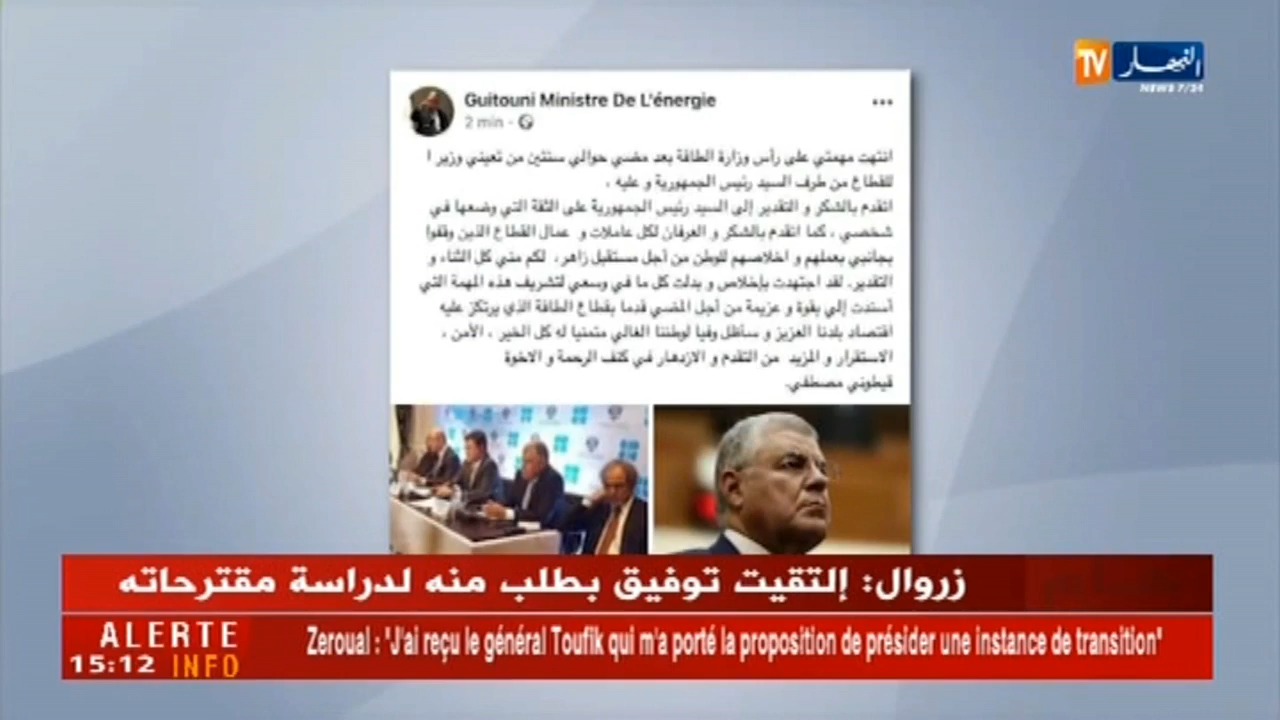 TV النهار
NEWS 7/24
Guitouni Ministre De L'énergie
2 min
انتهت مهمتي على رأس وزارة الطاقة بعد مضي حوالي سنتين من تعيني وزير ا
للقطاع من طرف السيد رئيس الجمهورية و عليه ،
اتقدم بالشكر و التقدير إلى السيد رئيس الجمهورية على الثقة التي وضعها في
شخصي ، كما اتقدم بالشكر و العرفان لكل عاملات و عمال القطاع الذين وقفوا
بجانبي بعملهم و اخلاصهم للوطن من أجل مستقبل زاهر، لكم مني كل الثناء و
التقدير. لقد اجتهدت بإخلاص و بدلت كل ما في وسعي لتشريف هذه المهمة التي
أسندت إلي بقوة و عزيمة من أجل المضي قدما بقطاع الطاقة الذي يرتكز عليه
اقتصاد بلدنا العزيز و سأظل وفيا لوطننا الغالي متمنيا له كل الخير ، الأمن ،
الاستقرار و المزيد من التقدم و الازدهار في كنف الرحمة و الاخوة
قيطوني مصطفي.
زروال: إلتقيت توفيق بطلب منه لدراسة مقترحاته
ALERTE
15:12 INFO
Zeroual : "J'ai reçu le général Toufik qui m'a porté la proposition de présider une instance de transition"